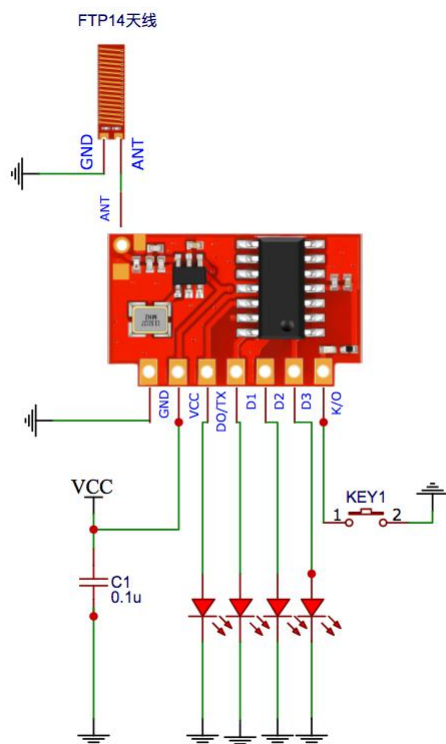 FTP14天线
GND
ANT
ANT
GND
VCC
DO/TX
D1
D2
D3
K/O
VCC
KEY1
1
2
C1
0.1u